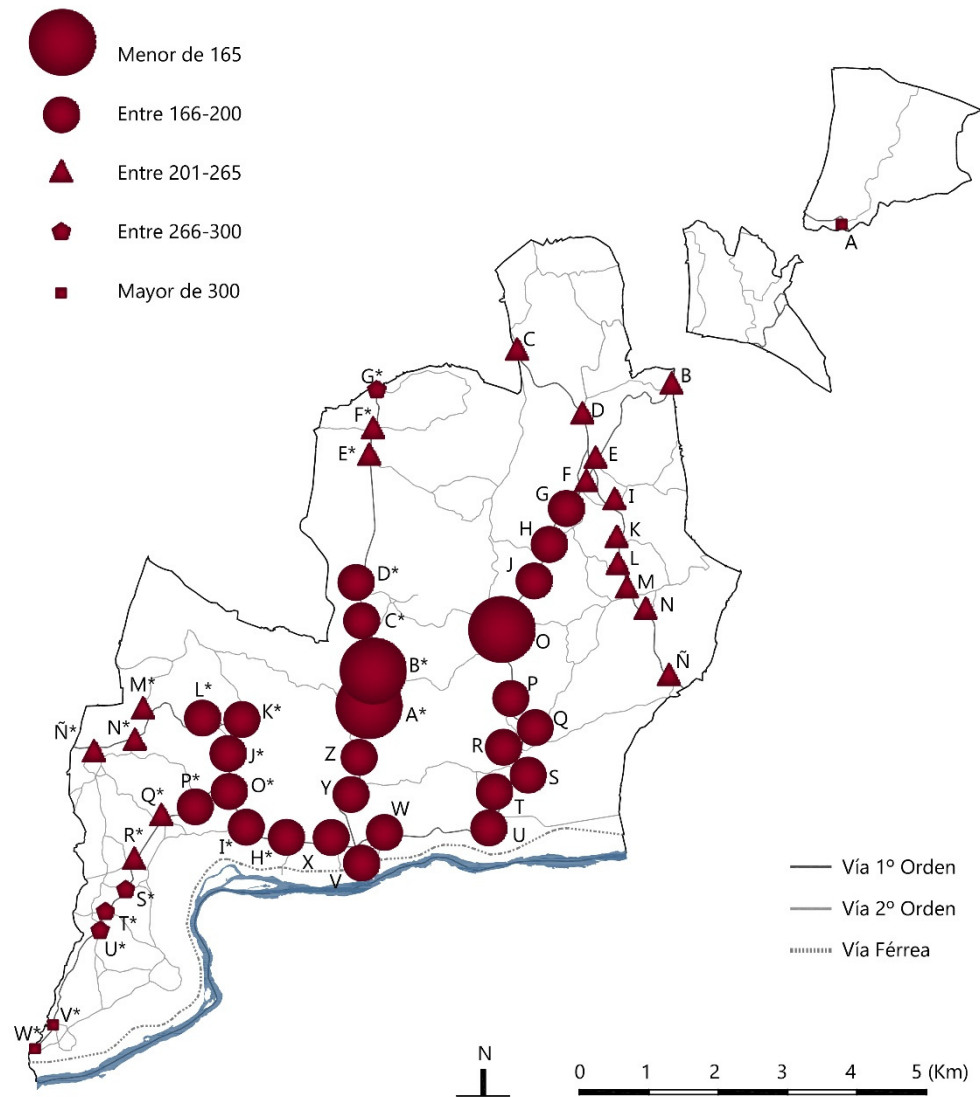 Menor de 165
Entre 166-200
Entre 201-265
Entre 266-300
Mayor de 300
A
C
B
G*
D
F*
E*
E
F
I
G
H
K
J
L
D*
M
N
C*
O
B*
Ñ
M*
L*
K*
P
A*
Q
Ñ*
N*
J*
Z
R
S
P*
O*
Y
T
Q*
W
U
I*
H*
X
R*
V
Vía 1º Orden
S*
T*
Vía 2º Orden
U*
Vía Férrea
V*
W*
N
0 1 2 3 4 5 (Km)